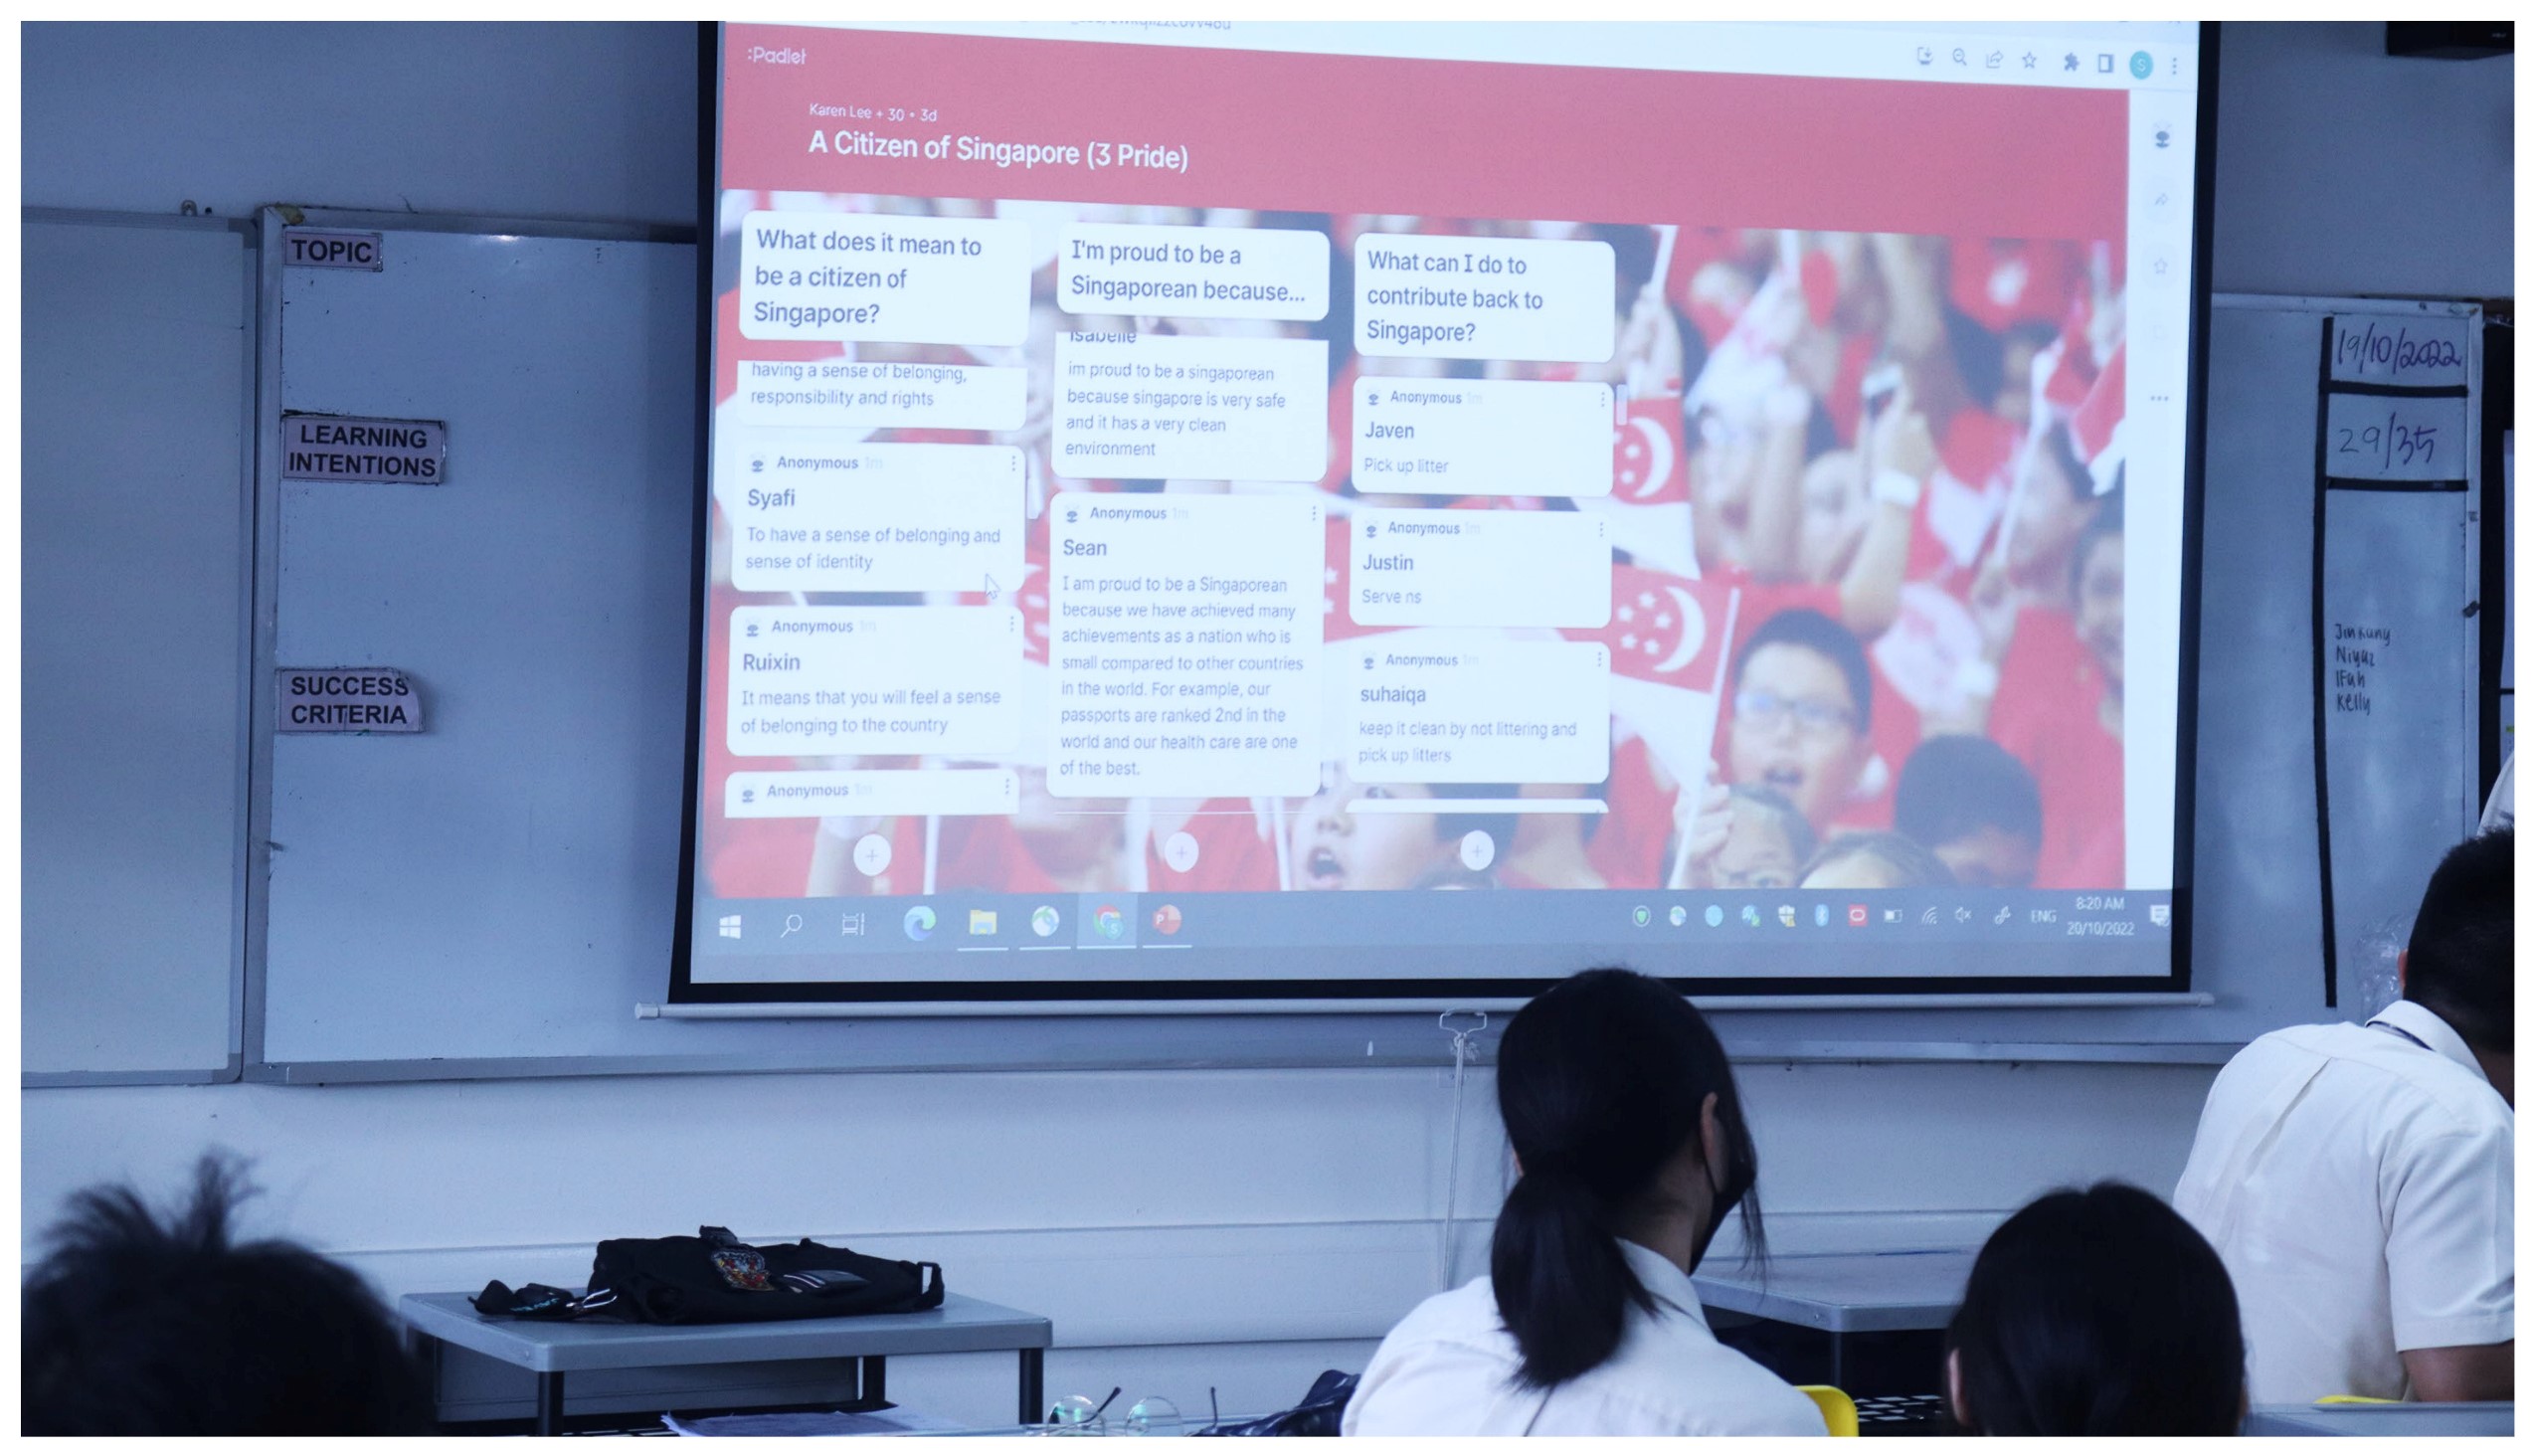 :Padlet
Karen Lee + 30 • 3d
A Citizen of Singapore (3 Pride)
What does it mean to
be a citizen of
Singapore?
having a sense of belonging,
responsibility and rights
Anonymous 1m
Syafi
To have a sense of belonging and
sense of identity
Anonymous 1m
Ruixin
It means that you will feel a sense
of belonging to the country
Anonymous 1m
I'm proud to be a
Singaporean because...
Isabelle
im proud to be a singaporean
because singapore is very safe
and it has a very clean
environment
Anonymous 1m
Sean
I am proud to be a Singaporean
because we have achieved many
achievements as a nation who is
small compared to other countries
in the world. For example, our
passports are ranked 2nd in the
world and our health care are one
of the best.
What can I do to
contribute back to
Singapore?
Anonymous 1m
Javen
Pick up litter
Anonymous 1m
Justin
Serve ns
Anonymous 1m
suhaiqa
keep it clean by not littering and
pick up litters
S
ENG
8:20 AM
20/10/2022
TOPIC
LEARNING
INTENTIONS
SUCCESS
CRITERIA
19/10/2022
29/35
Kelly